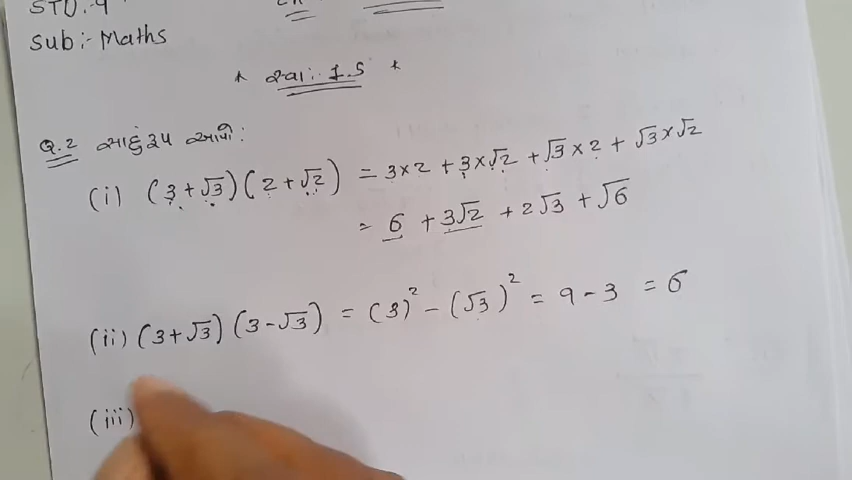 STD:-9
Sub:- Maths
* સ્વા: 1.5 *
Q.2 સાદું રૂપ આપો:
(i) (3+√3)(2+√2) = 3×2 + 3×√2 + √3×2 + √3×√2
= 6 + 3√2 + 2√3 + √6
(ii) (3+√3)(3-√3) = (3)² - (√3)² = 9 - 3 = 6
(iii)